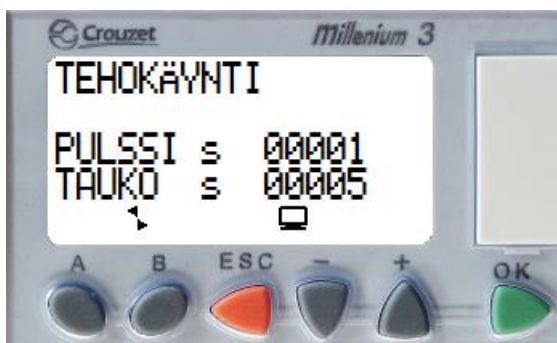 Crouzet Millenium 3
TEHOKÄYNTI
PULSSI s 00001
TAUKO s 00005
A B ESC - + OK